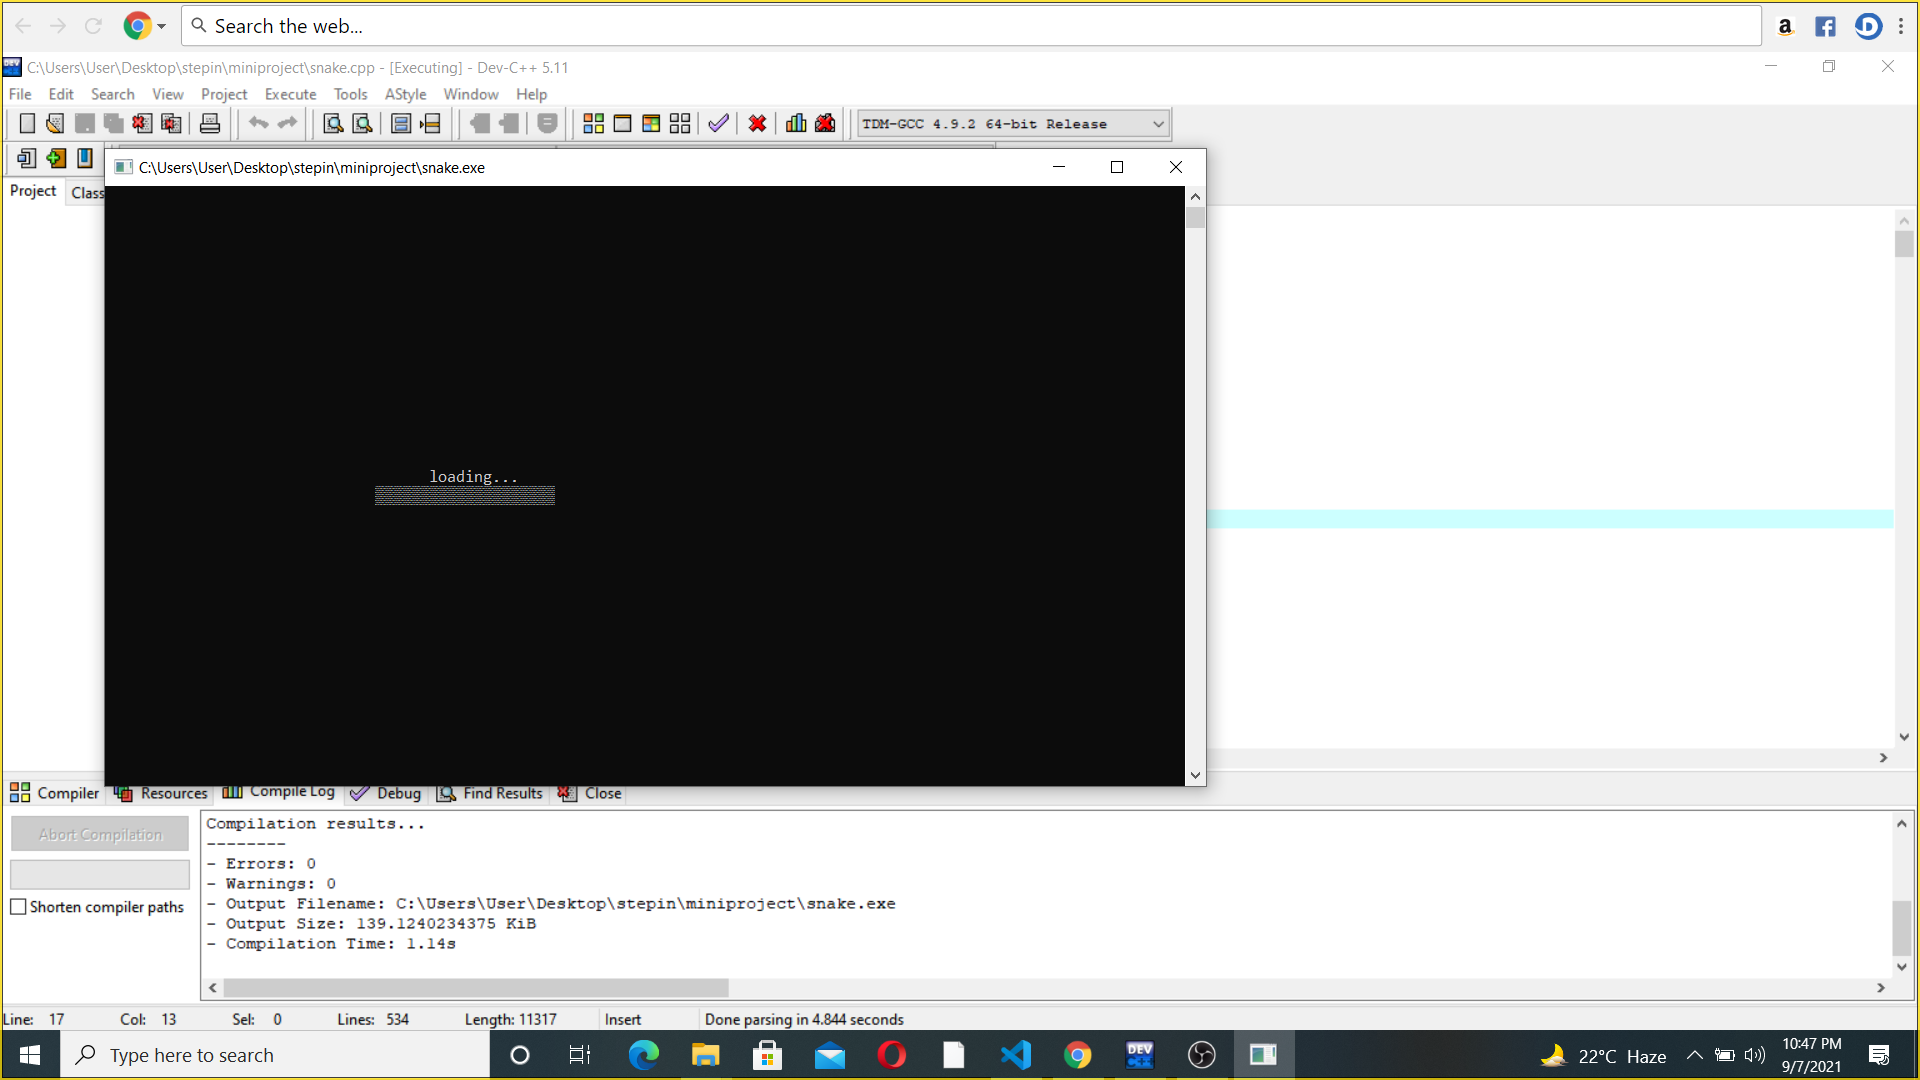 Search the web...
C:\Users\User\Desktop\stepin\miniproject\snake.cpp - [Executing] - Dev-C++ 5.11
File Edit Search View Project Execute Tools AStyle Window Help
TDM-GCC 4.9.2 64-bit Release
C:\Users\User\Desktop\stepin\miniproject\snake.exe
Project Class
loading...
Compiler Resources Compile Log Debug Find Results Close
Abort Compilation
Shorten compiler paths
Compilation results...
--------
- Errors: 0
- Warnings: 0
- Output Filename: C:\Users\User\Desktop\stepin\miniproject\snake.exe
- Output Size: 139.1240234375 KiB
- Compilation Time: 1.14s
Line: 17 Col: 13 Sel: 0 Lines: 534 Length: 11317 Insert Done parsing in 4.844 seconds
Type here to search
DEV
22°C Haze
10:47 PM
9/7/2021